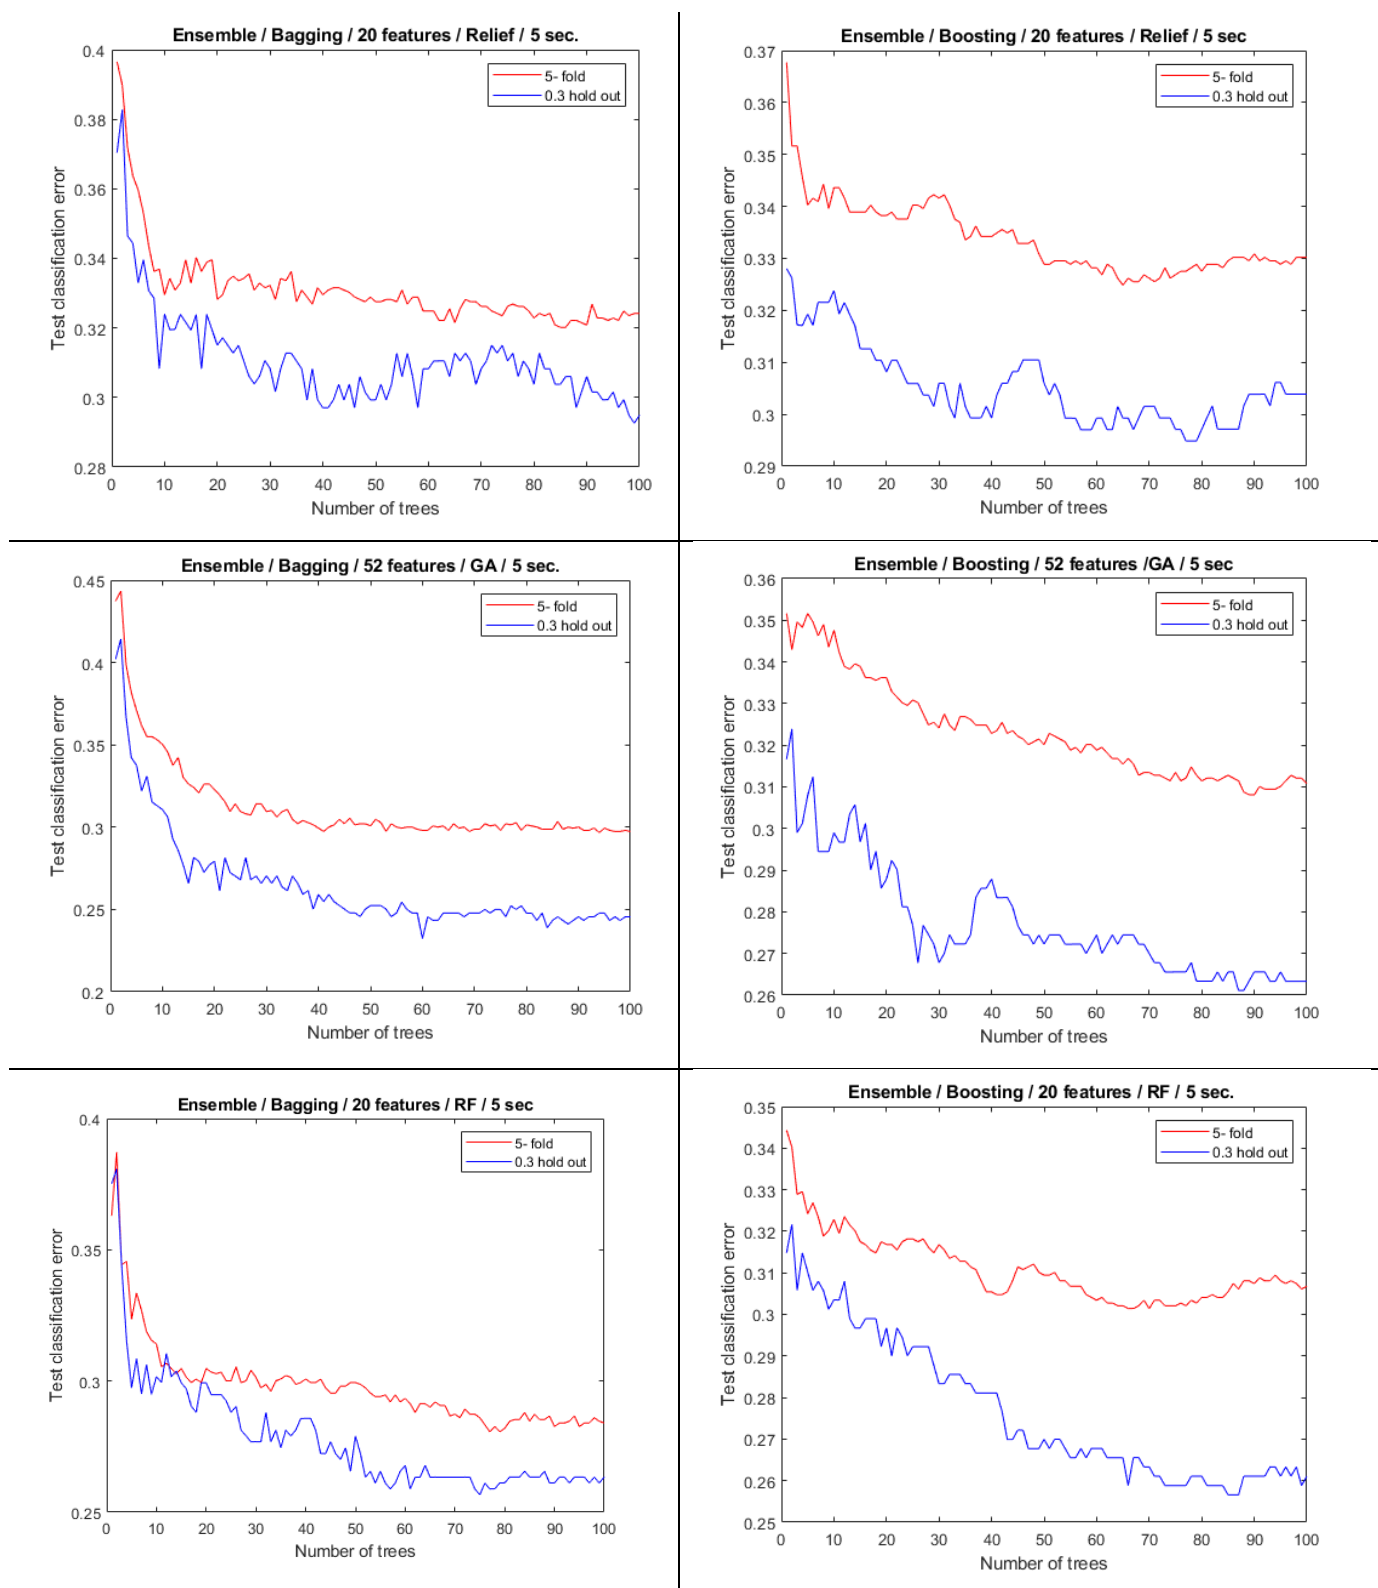 Ensemble / Bagging / 20 features / Relief / 5 sec.
5- fold
0.3 hold out
Test classification error
0.4
0.38
0.36
0.34
0.32
0.3
0.28
0 10 20 30 40 50 60 70 80 90 100
Number of trees
Ensemble / Boosting / 20 features / Relief / 5 sec
5- fold
0.3 hold out
Test classification error
0.37
0.36
0.35
0.34
0.33
0.32
0.31
0.3
0.29
0 10 20 30 40 50 60 70 80 90 100
Number of trees
Ensemble / Bagging / 52 features / GA / 5 sec.
5- fold
0.3 hold out
Test classification error
0.45
0.4
0.35
0.3
0.25
0.2
0 10 20 30 40 50 60 70 80 90 100
Number of trees
Ensemble / Boosting / 52 features /GA / 5 sec
5- fold
0.3 hold out
Test classification error
0.36
0.35
0.34
0.33
0.32
0.31
0.3
0.29
0.28
0.27
0.26
0 10 20 30 40 50 60 70 80 90 100
Number of trees
Ensemble / Bagging / 20 features / RF / 5 sec
5- fold
0.3 hold out
Test classification error
0.4
0.35
0.3
0.25
0 10 20 30 40 50 60 70 80 90 100
Number of trees
Ensemble / Boosting / 20 features / RF / 5 sec.
5- fold
0.3 hold out
Test classification error
0.35
0.34
0.33
0.32
0.31
0.3
0.29
0.28
0.27
0.26
0.25
0 10 20 30 40 50 60 70 80 90 100
Number of trees